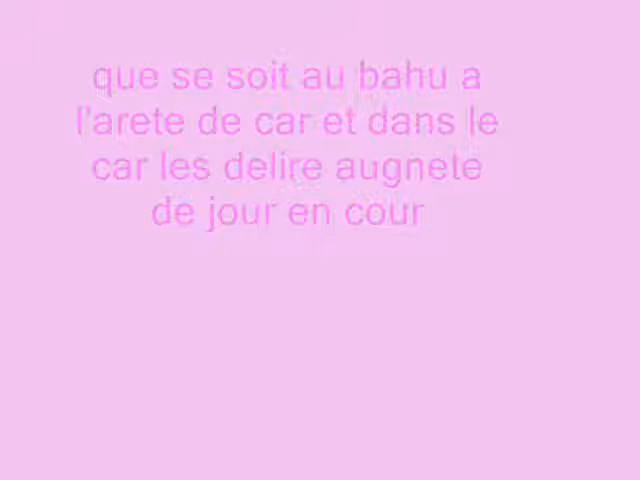 que se soit au bahu a
l'arete de car et dans le
car les delire augnete
de jour en cour